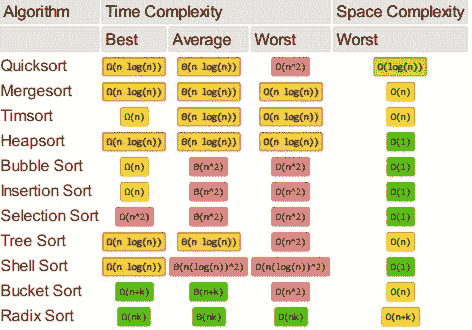 Algorithm Time Complexity Space Complexity
Best Average Worst Worst
Quicksort Ω(n log(n)) Θ(n log(n)) O(n^2) O(log(n))
Mergesort Ω(n log(n)) Θ(n log(n)) O(n log(n)) O(n)
Timsort Ω(n) Θ(n log(n)) O(n log(n)) O(n)
Heapsort Ω(n log(n)) Θ(n log(n)) O(n log(n)) O(1)
Bubble Sort Ω(n) Θ(n^2) O(n^2) O(1)
Insertion Sort Ω(n) Θ(n^2) O(n^2) O(1)
Selection Sort Ω(n^2) Θ(n^2) O(n^2) O(1)
Tree Sort Ω(n log(n)) Θ(n log(n)) O(n^2) O(n)
Shell Sort Ω(n log(n)) Θ(n(log(n))^2) O(n(log(n))^2) O(1)
Bucket Sort Ω(n+k) Θ(n+k) O(n^2) O(n)
Radix Sort Ω(nk) Θ(nk) O(nk) O(n+k)